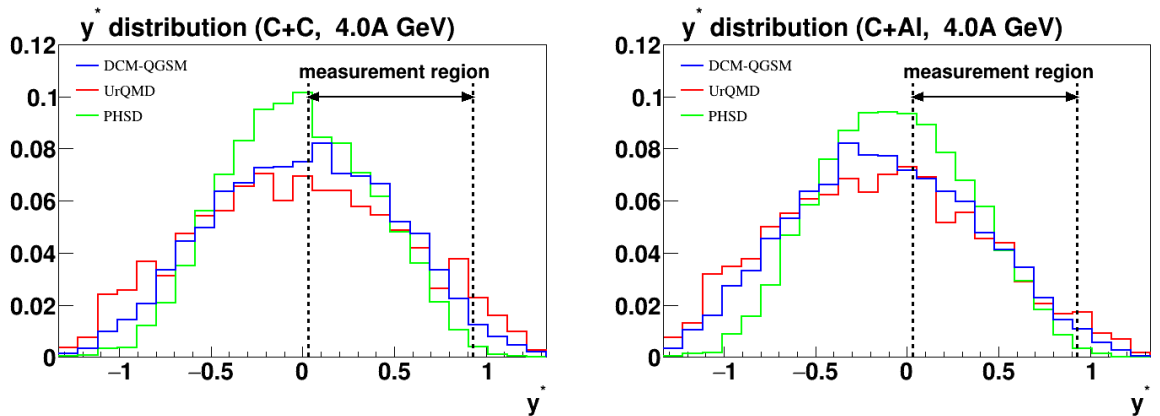 y* distribution (C+C, 4.0A GeV)
0.12
0.1
0.08
0.06
0.04
0.02
0
DCM-QGSM
UrQMD
PHSD
measurement region
−1
−0.5
0
0.5
1
y*
y* distribution (C+Al, 4.0A GeV)
0.12
0.1
0.08
0.06
0.04
0.02
0
DCM-QGSM
UrQMD
PHSD
measurement region
−1
−0.5
0
0.5
1
y*